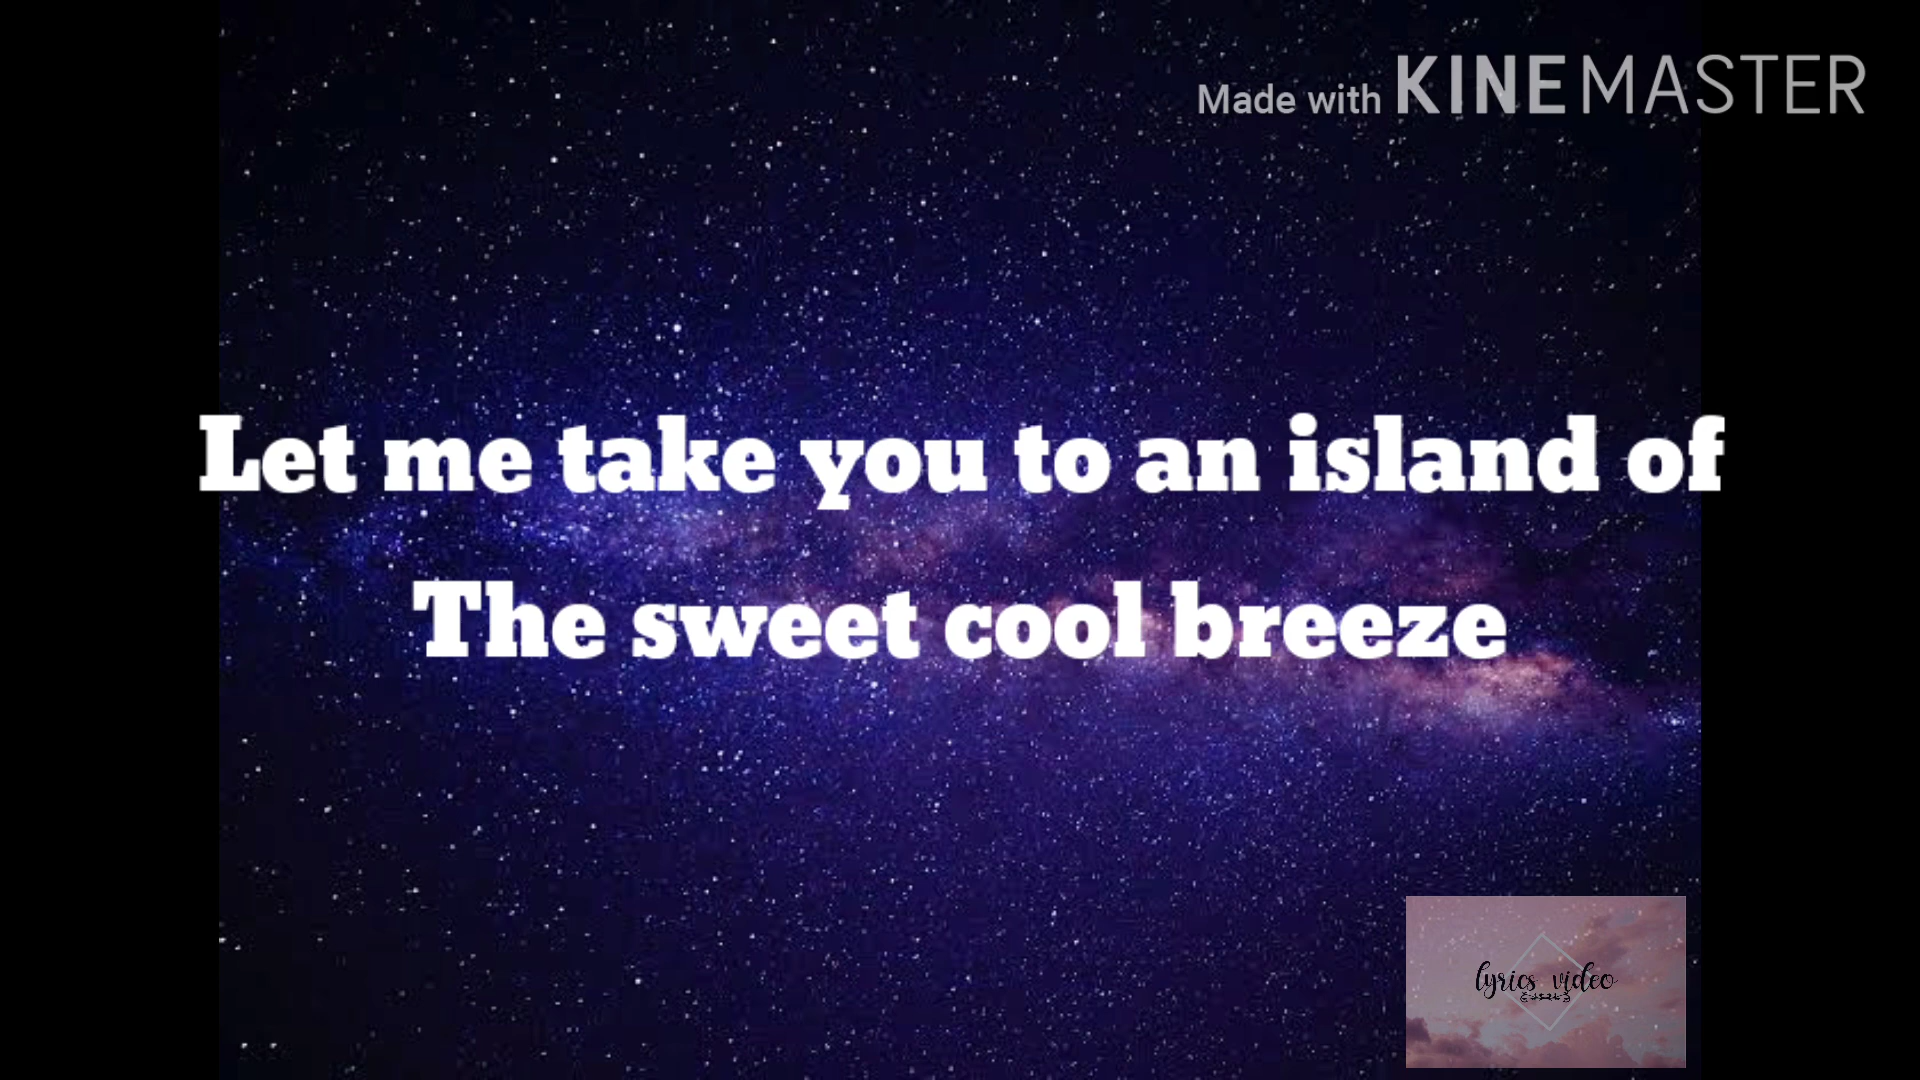 Made with KINEMASTER
Let me take you to an island of
The sweet cool breeze
lyrics video